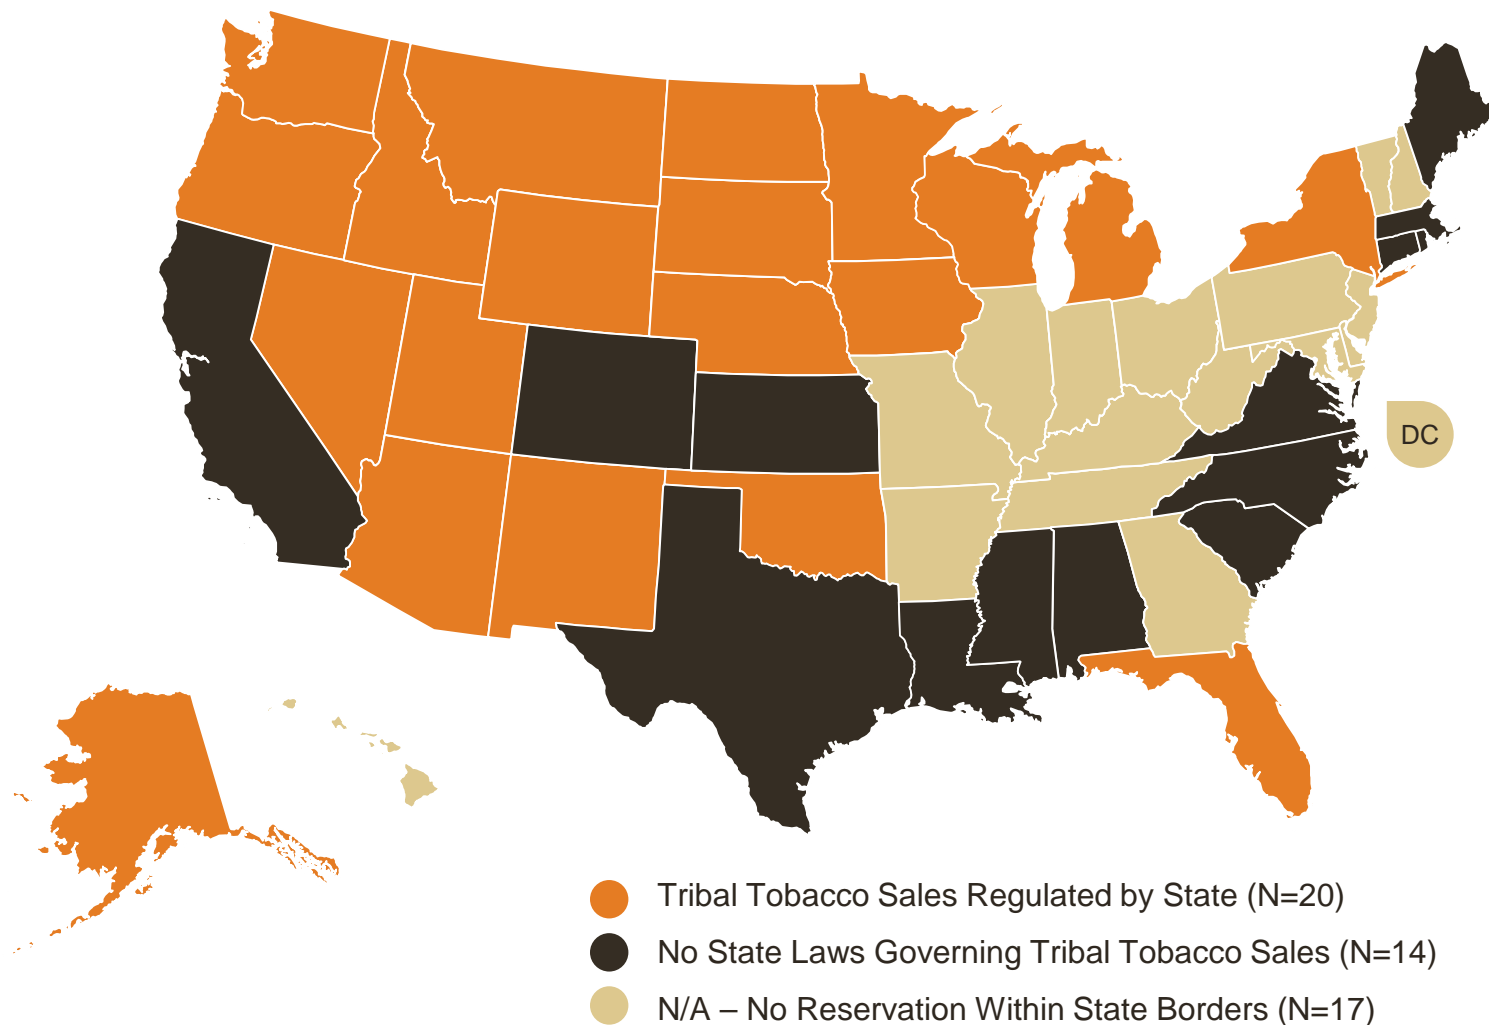 DC
Tribal Tobacco Sales Regulated by State (N=20)
No State Laws Governing Tribal Tobacco Sales (N=14)
N/A – No Reservation Within State Borders (N=17)